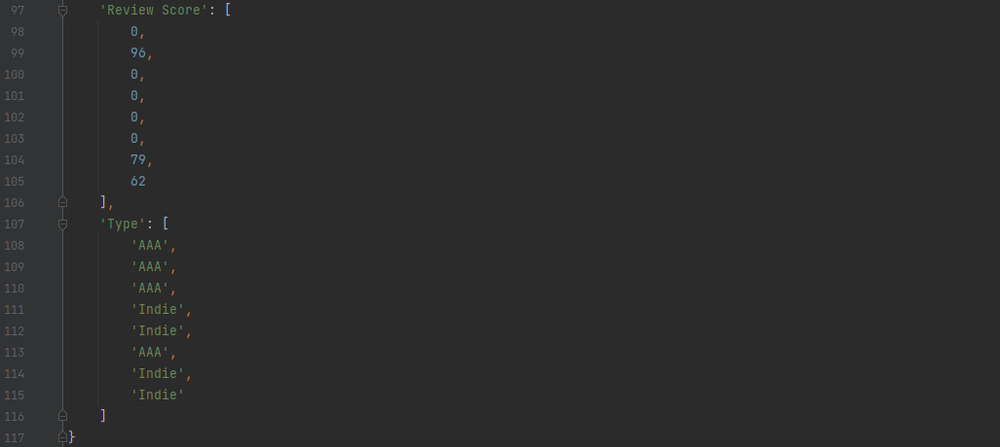 97 'Review Score': [
98 0,
99 96,
100 0,
101 0,
102 0,
103 0,
104 79,
105 62
106 ],
107 'Type': [
108 'AAA',
109 'AAA',
110 'AAA',
111 'Indie',
112 'Indie',
113 'AAA',
114 'Indie',
115 'Indie'
116 ]
117 }